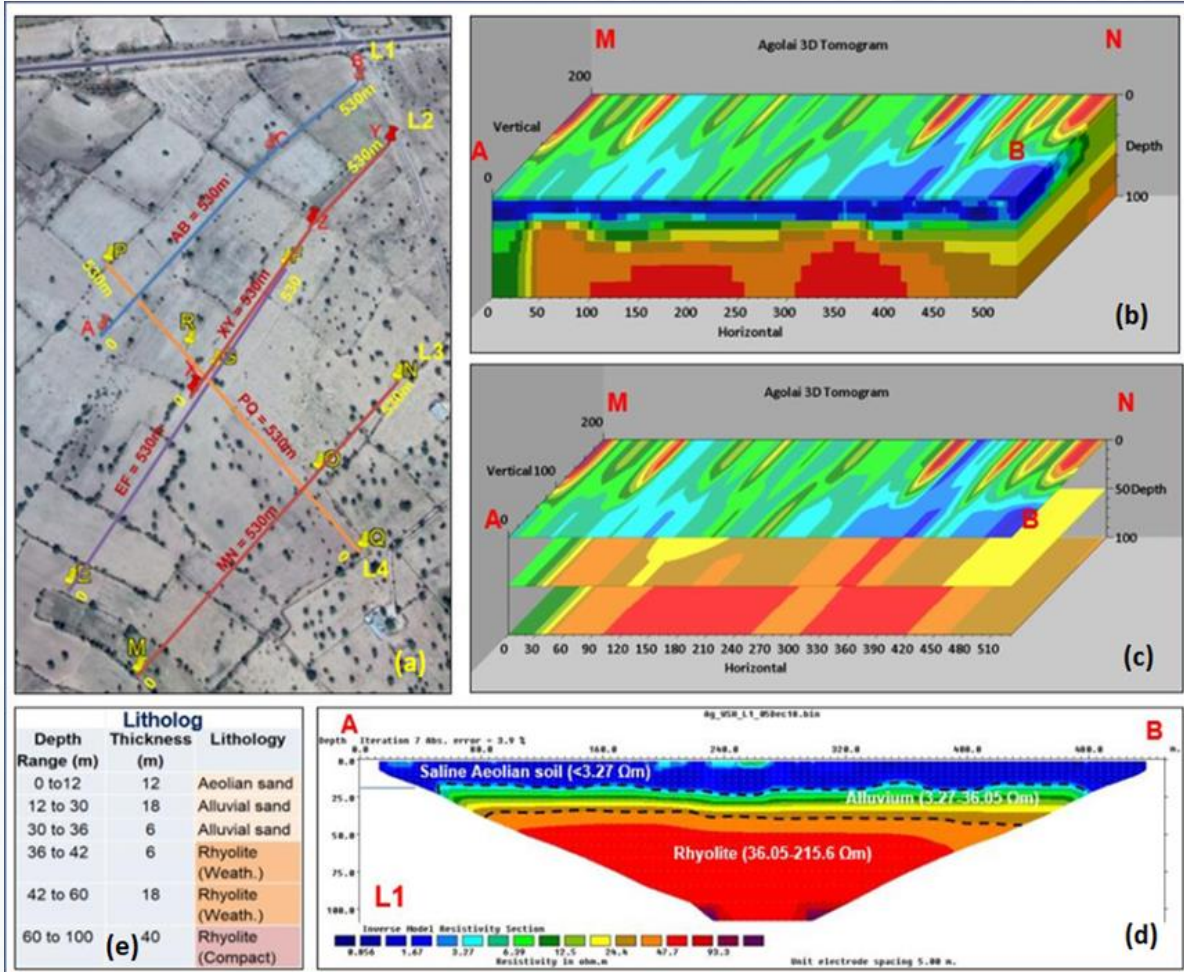 L1
B
530m
L2
Y
530m
C
AB = 530m
Z
P
530m
F
530
A
0
R
XY = 530m
G
L3
N
530m
0
PQ = 530m
EF = 530m
O
MN = 530m
Q
0
L4
E
0
M
0
(a)
M
Agolai 3D Tomogram
N
200
0
Vertical
A
B
Depth
0
100
0 50 100 150 200 250 300 350 400 450 500
Horizontal
(b)
Agolai 3D Tomogram
M
N
200
0
Vertical 100
50 Depth
A
0
B
100
0 30 60 90 120 150 180 210 240 270 300 330 360 390 420 450 480 510
Horizontal
(c)
Litholog
Depth Range (m) Thickness (m) Lithology
0 to12 12 Aeolian sand
12 to 30 18 Alluvial sand
30 to 36 6 Alluvial sand
36 to 42 6 Rhyolite (Weath.)
42 to 60 18 Rhyolite (Weath.)
60 to 100 40 Rhyolite (Compact)
(e)
A
Ag_WSH_L1_05Dec18.bin
B
Depth Iteration 7 Abs. error = 3.9 %
0.0 80.0 160.0 240.0 320.0 400.0 480.0 m.
0.0
Saline Aeolian soil (<3.27 Ωm)
25.0
Alluvium (3.27-36.05 Ωm)
50.0
Rhyolite (36.05-215.6 Ωm)
75.0
L1
100.0
(d)
Inverse Model Resistivity Section
0.856 1.67 3.27 6.39 12.5 24.4 47.7 93.3
Resistivity in ohm.m
Unit electrode spacing 5.00 m.